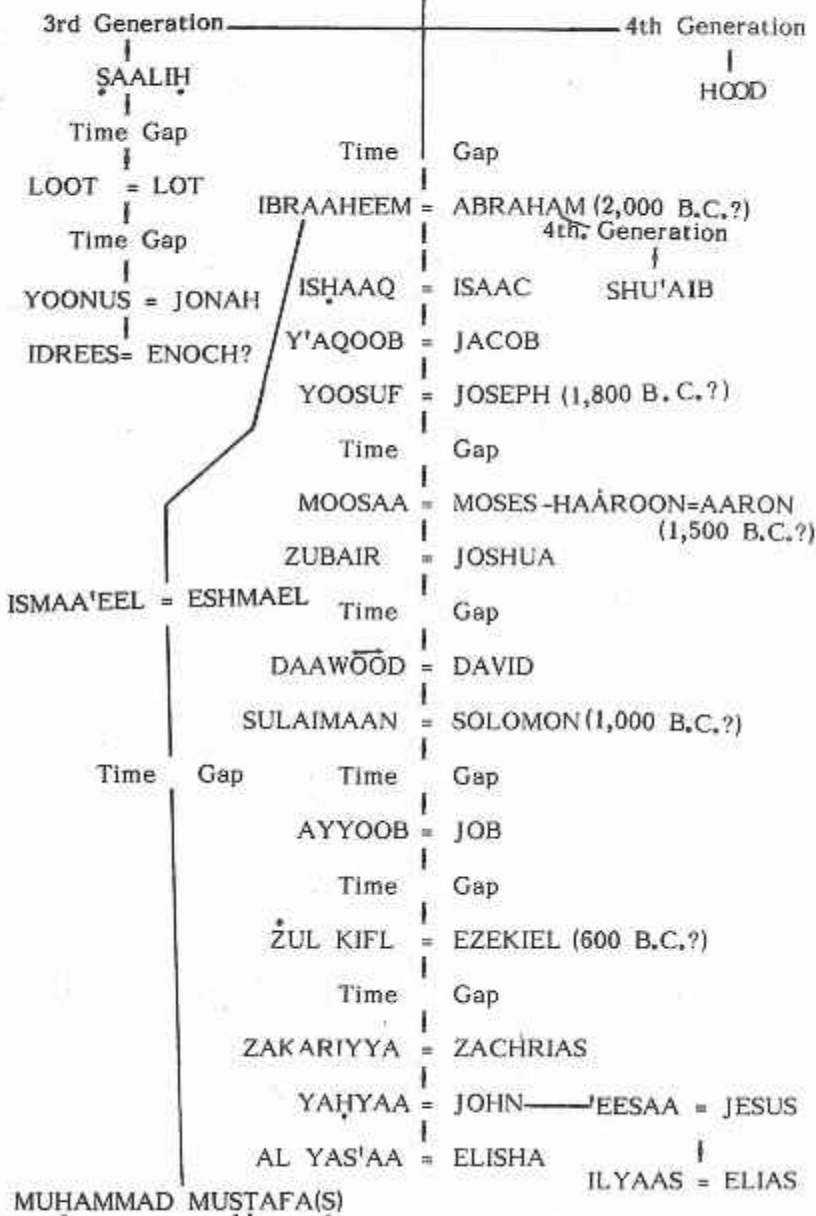 3rd Generation 4th Generation
ṢAALIḤ
HOOD
Time Gap
Time Gap
LOOT = LOT
IBRAAHEEM = ABRAHAM (2,000 B.C.?)
4th. Generation
Time Gap
ISḤAAQ = ISAAC SHU'AIB
YOONUS = JONAH
Y'AQOOB = JACOB
IDREES= ENOCH?
YOOSUF = JOSEPH (1,800 B.C.?)
Time Gap
MOOSAA = MOSES -HAAROON=AARON
(1,500 B.C.?)
ZUBAIR = JOSHUA
ISMAA'EEL = ESHMAEL
Time Gap
DAAWOOD = DAVID
SULAIMAAN = SOLOMON (1,000 B.C.?)
Time Gap Time Gap
AYYOOB = JOB
Time Gap
ŻUL KIFL = EZEKIEL (600 B.C.?)
Time Gap
ZAKARIYYA = ZACHRIAS
YAḤYAA = JOHN 'EESAA = JESUS
AL YAS'AA = ELISHA
ILYAAS = ELIAS
MUHAMMAD MUSTAFA(S)